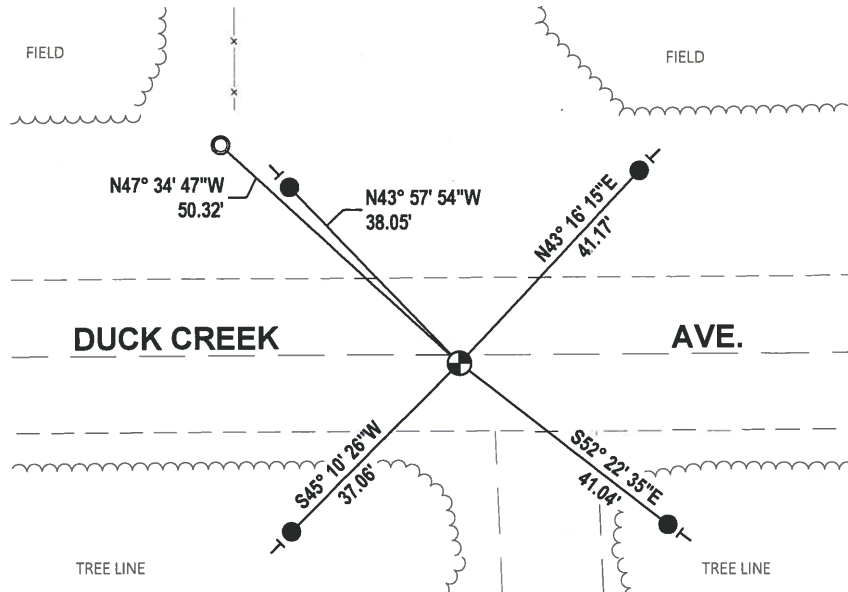 FIELD
FIELD
N47° 34' 47"W
50.32'
N43° 57' 54"W
38.05'
N43° 16' 15"E
41.17'
DUCK CREEK AVE.
S45° 10' 26"W
37.06'
S52° 22' 35"E
41.04'
TREE LINE
TREE LINE